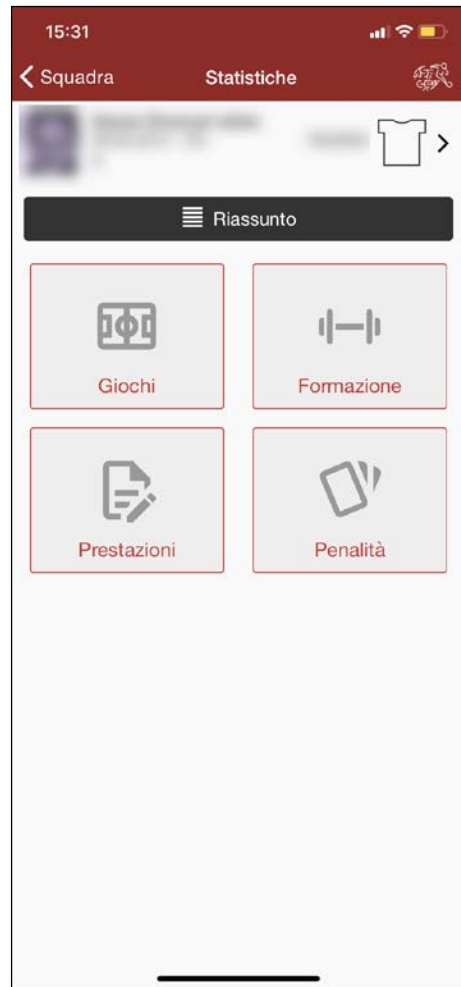 15:31
Squadra Statistiche
Riassunto
Giochi Formazione
Prestazioni Penalità